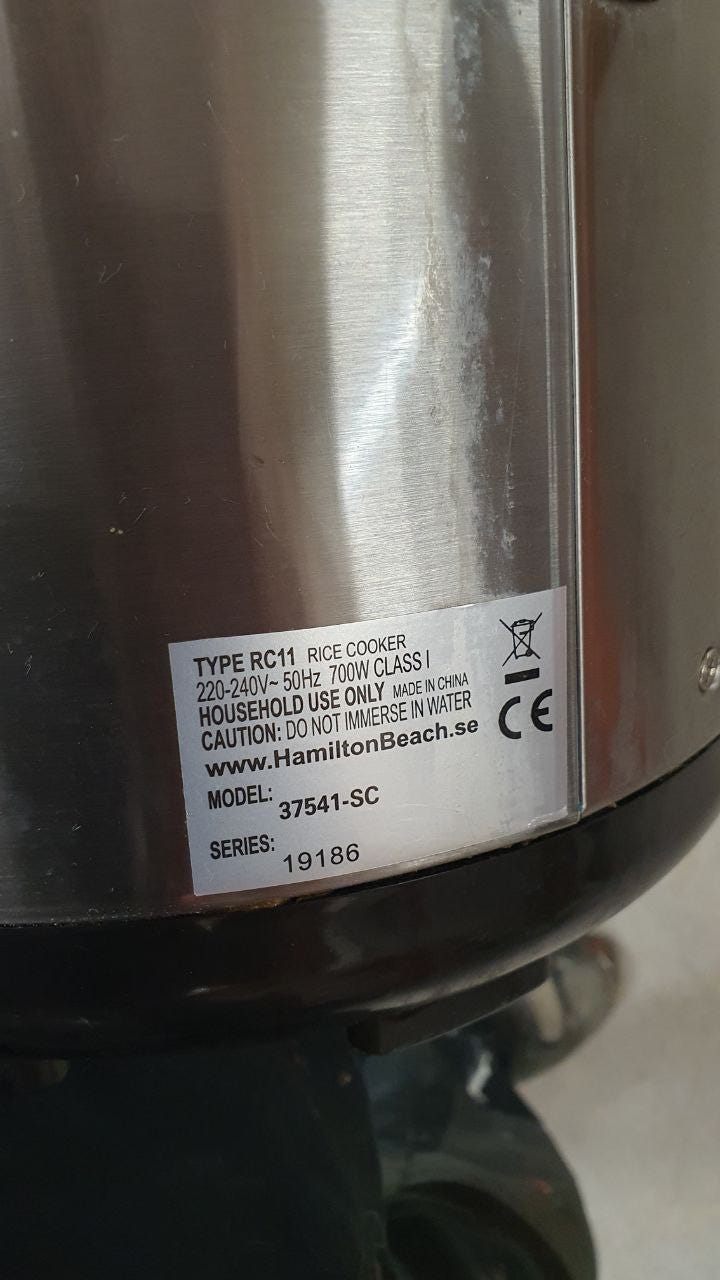 TYPE RC11 RICE COOKER
220-240V~ 50Hz 700W CLASS I
HOUSEHOLD USE ONLY MADE IN CHINA
CAUTION: DO NOT IMMERSE IN WATER
www.HamiltonBeach.se
CE
MODEL: 37541-SC
SERIES: 19186